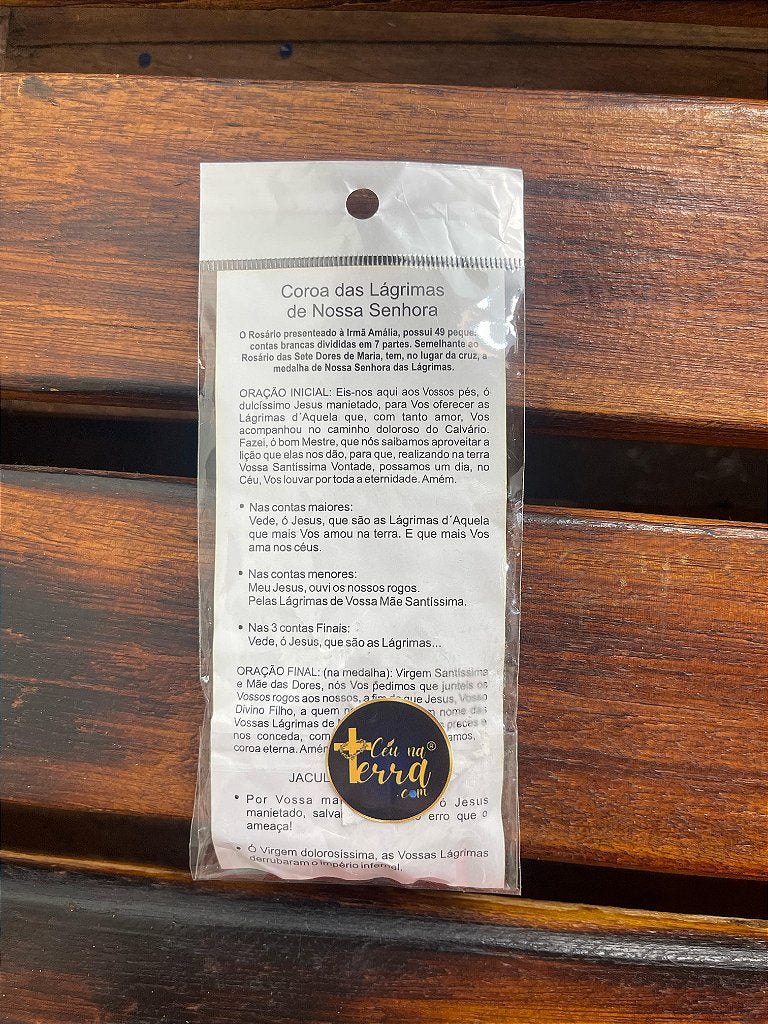 Coroa das Lágrimas
de Nossa Senhora
O Rosário presenteado à Irmã Amália, possui 49
contas brancas divididas em 7 partes. Semelhante ao
Rosário das Sete Dores de Maria, tem, no lugar da cruz, a
medalha de Nossa Senhora das Lágrimas.
ORAÇÃO INICIAL: Eis-nos aqui aos Vossos pés, ó
dulcíssimo Jesus manietado, para Vos oferecer as
Lágrimas d´Aquela que, com tanto amor, Vos
acompanhou no caminho doloroso do Calvário.
Fazei, ó bom Mestre, que nós saibamos aproveitar a
lição que elas nos dão, para que, realizando na terra
Vossa Santíssima Vontade, possamos um dia, no
Céu, Vos louvar por toda a eternidade. Amém.
• Nas contas maiores:
Vede, ó Jesus, que são as Lágrimas d´Aquela
que mais Vos amou na terra. E que mais Vos
ama nos céus.
• Nas contas menores:
Meu Jesus, ouvi os nossos rogos.
Pelas Lágrimas de Vossa Mãe Santíssima.
• Nas 3 contas Finais:
Vede, ó Jesus, que são as Lágrimas...
ORAÇÃO FINAL: (na medalha): Virgem Santíssima
e Mãe das Dores, nós Vos pedimos que junteis os
Vossos rogos aos nossos, a fim de que Jesus, Vosso
Divino Filho, a quem nome das
Vossas Lágrimas de preces e
nos conceda, com
coroa eterna.
Céu na®
terra
.com
• Por Vossa ó Jesus
manietado, erro que o
ameaça!
• Ó Virgem dolorosíssima, as Vossas Lágrimas
derrubaram o império infernal.